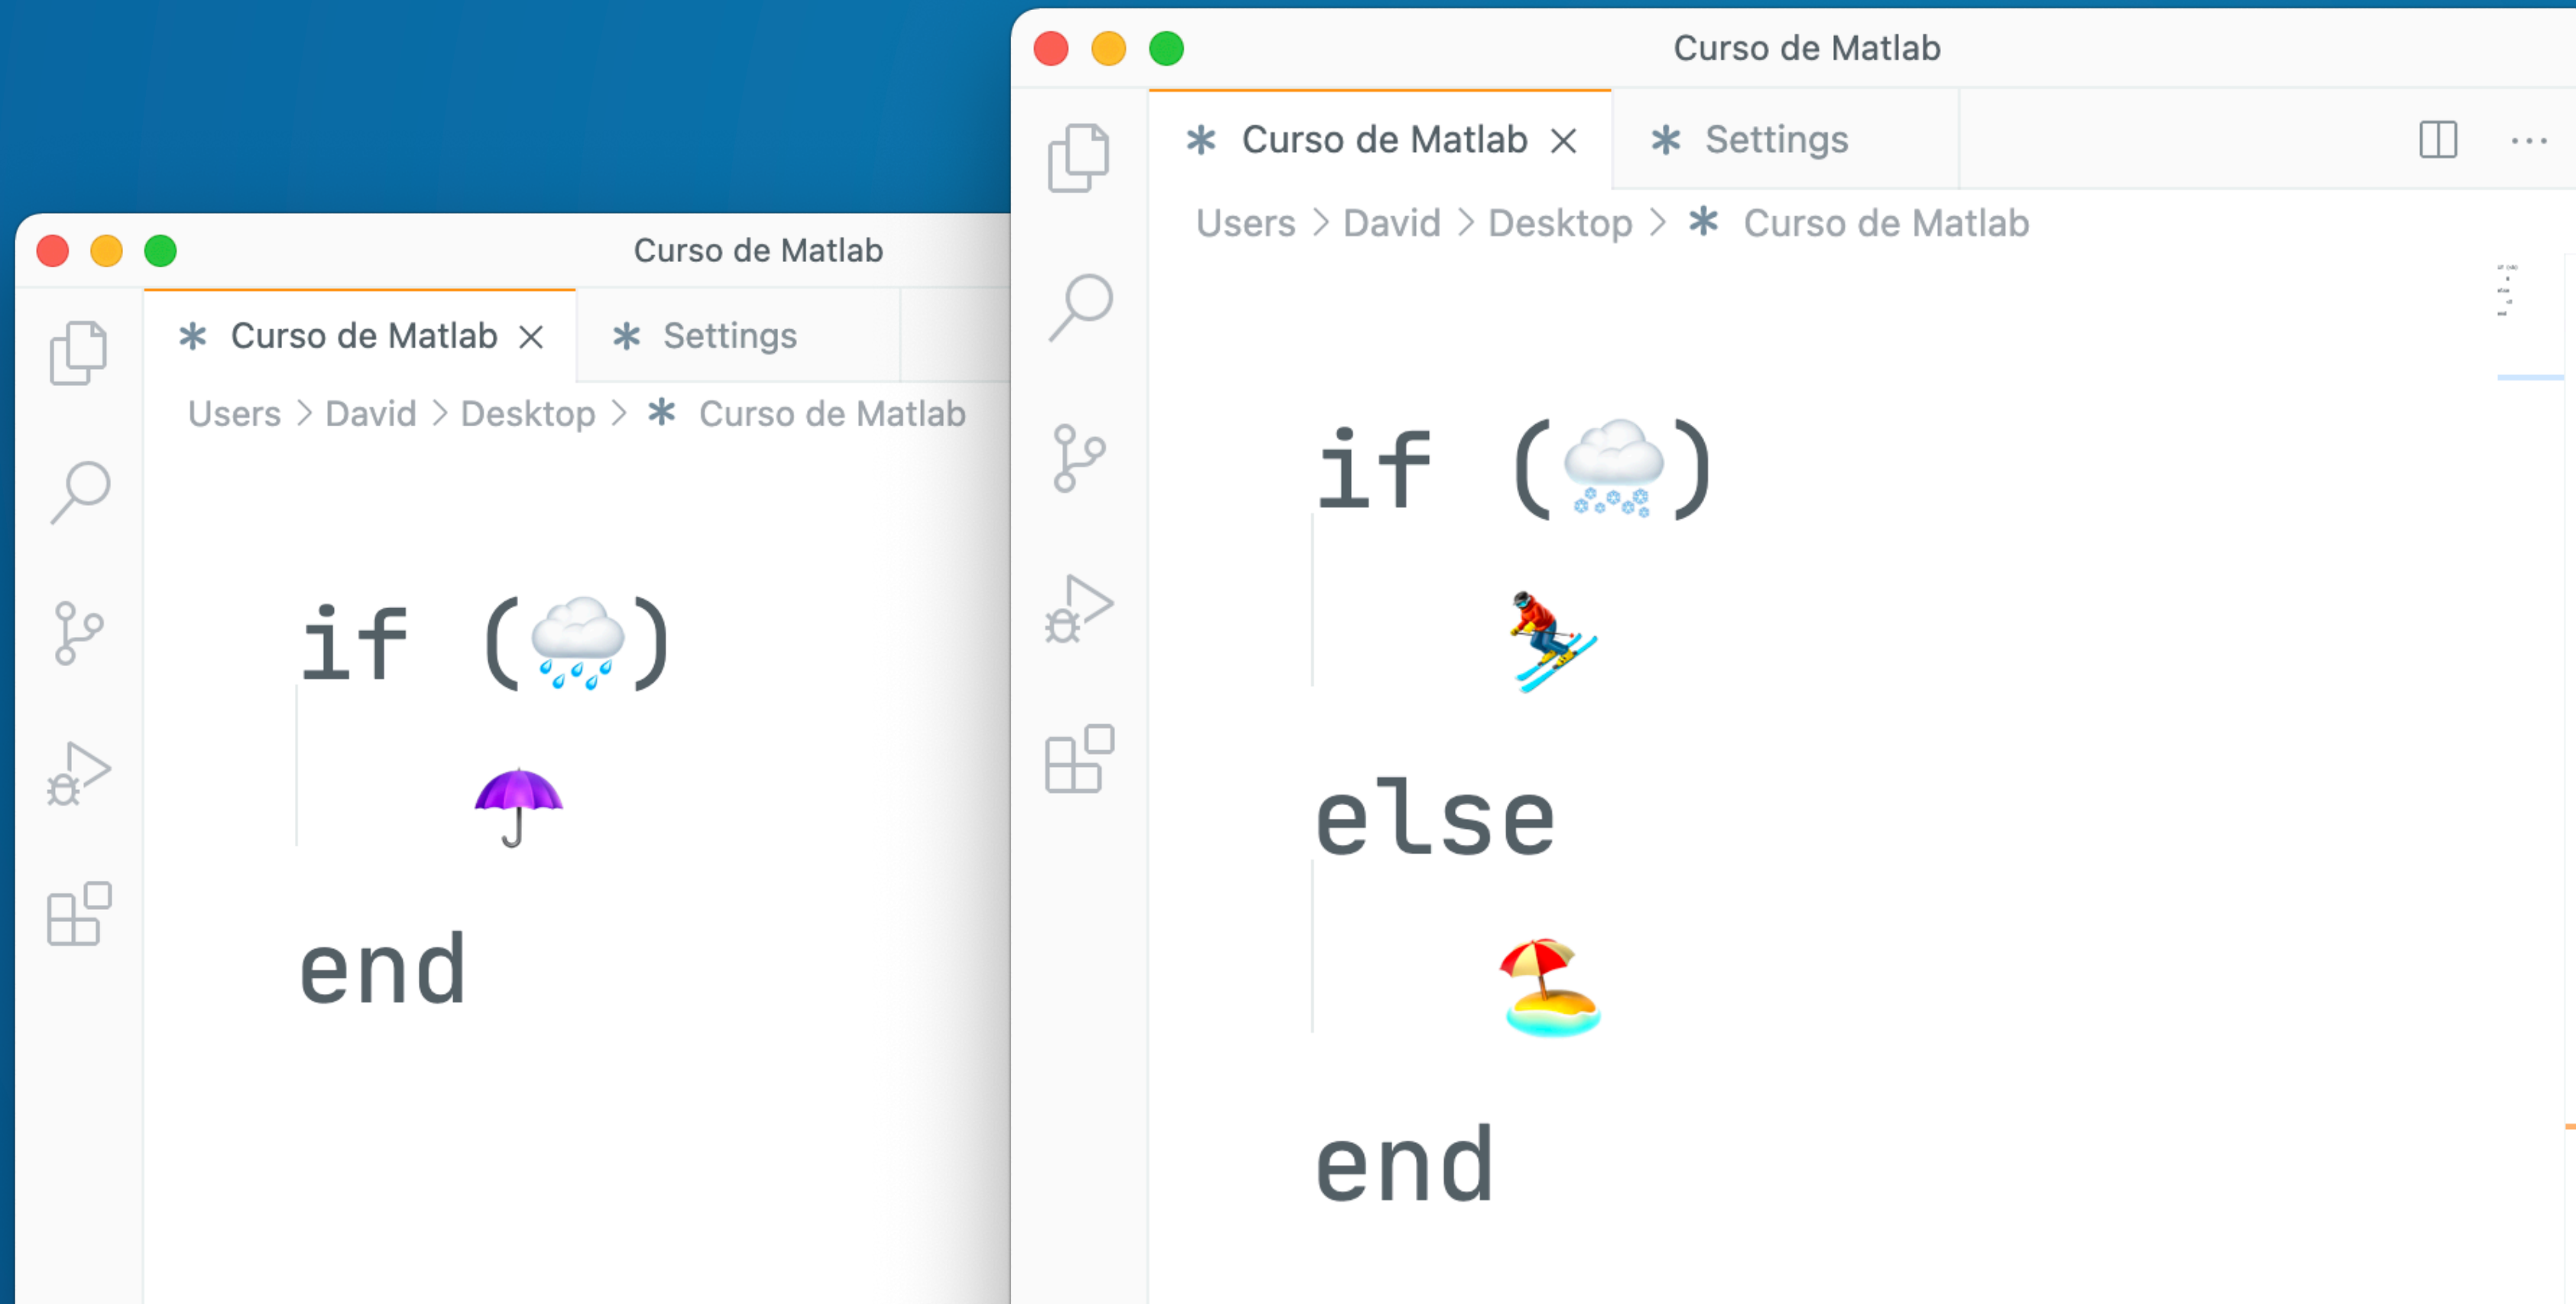 Curso de Matlab
Curso de Matlab Settings
Users > David > Desktop > Curso de Matlab
if (🌧️)
☂️
end
Curso de Matlab
Curso de Matlab Settings
Users > David > Desktop > Curso de Matlab
if (🌨️)
⛷️
else
🏖️
end